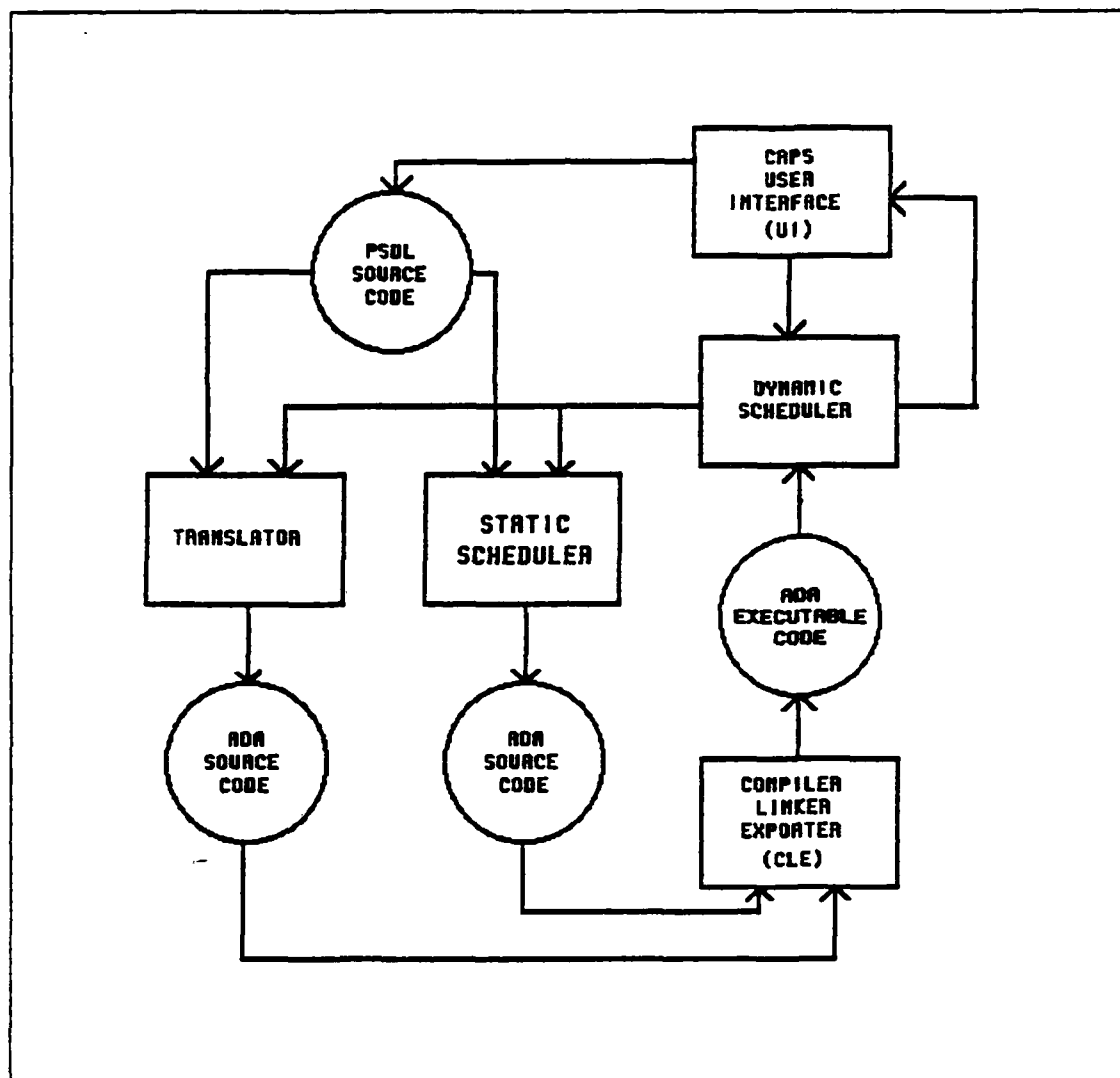 CAPS
USER
INTERFACE
(UI)
PSDL
SOURCE
CODE
DYNAMIC
SCHEDULER
TRANSLATOR
STATIC
SCHEDULER
ADA
EXECUTABLE
CODE
ADA
SOURCE
CODE
ADA
SOURCE
CODE
COMPILER
LINKER
EXPORTER
(CLE)